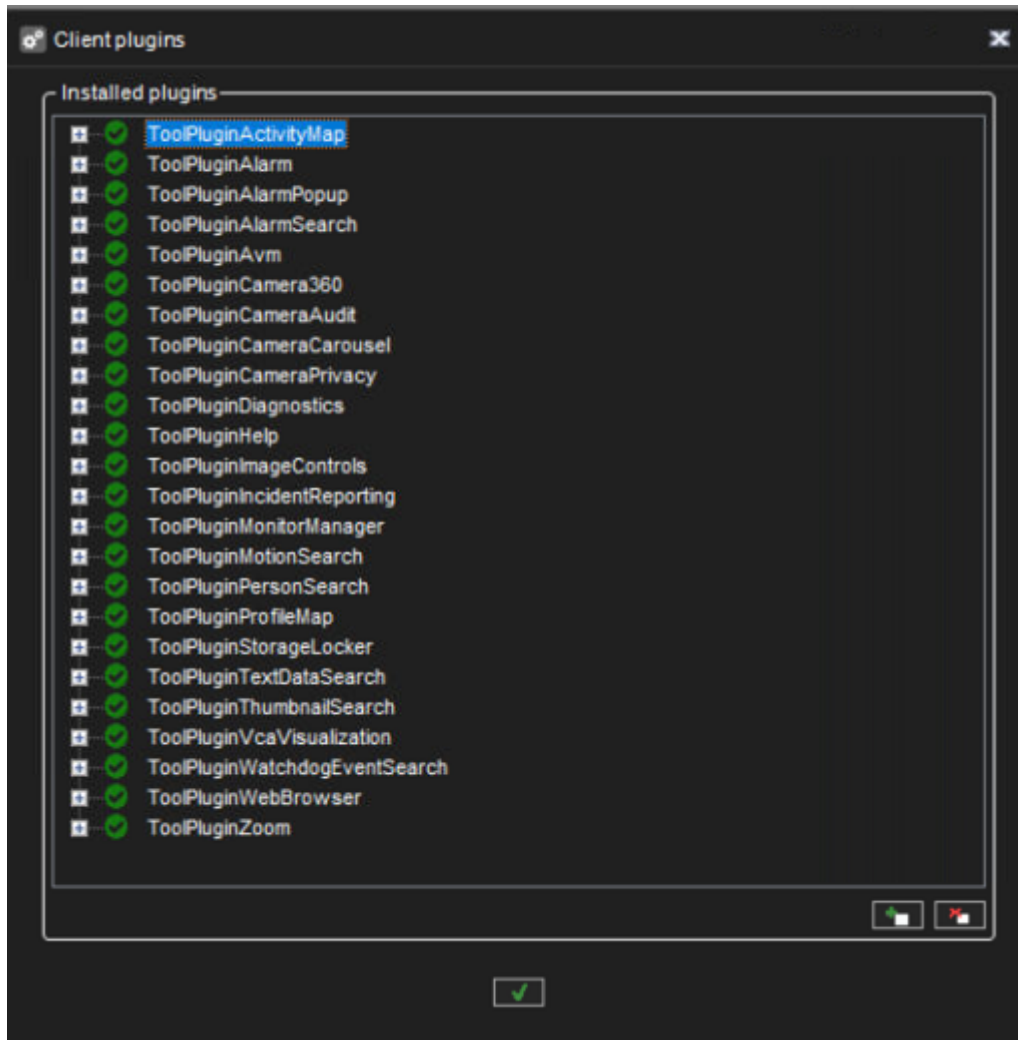 Client plugins
Installed plugins
ToolPluginActivityMap
ToolPluginAlarm
ToolPluginAlarmPopup
ToolPluginAlarmSearch
ToolPluginAvm
ToolPluginCamera360
ToolPluginCameraAudit
ToolPluginCameraCarousel
ToolPluginCameraPrivacy
ToolPluginDiagnostics
ToolPluginHelp
ToolPluginImageControls
ToolPluginIncidentReporting
ToolPluginMonitorManager
ToolPluginMotionSearch
ToolPluginPersonSearch
ToolPluginProfileMap
ToolPluginStorageLocker
ToolPluginTextDataSearch
ToolPluginThumbnailSearch
ToolPluginVcaVisualization
ToolPluginWatchdogEventSearch
ToolPluginWebBrowser
ToolPluginZoom